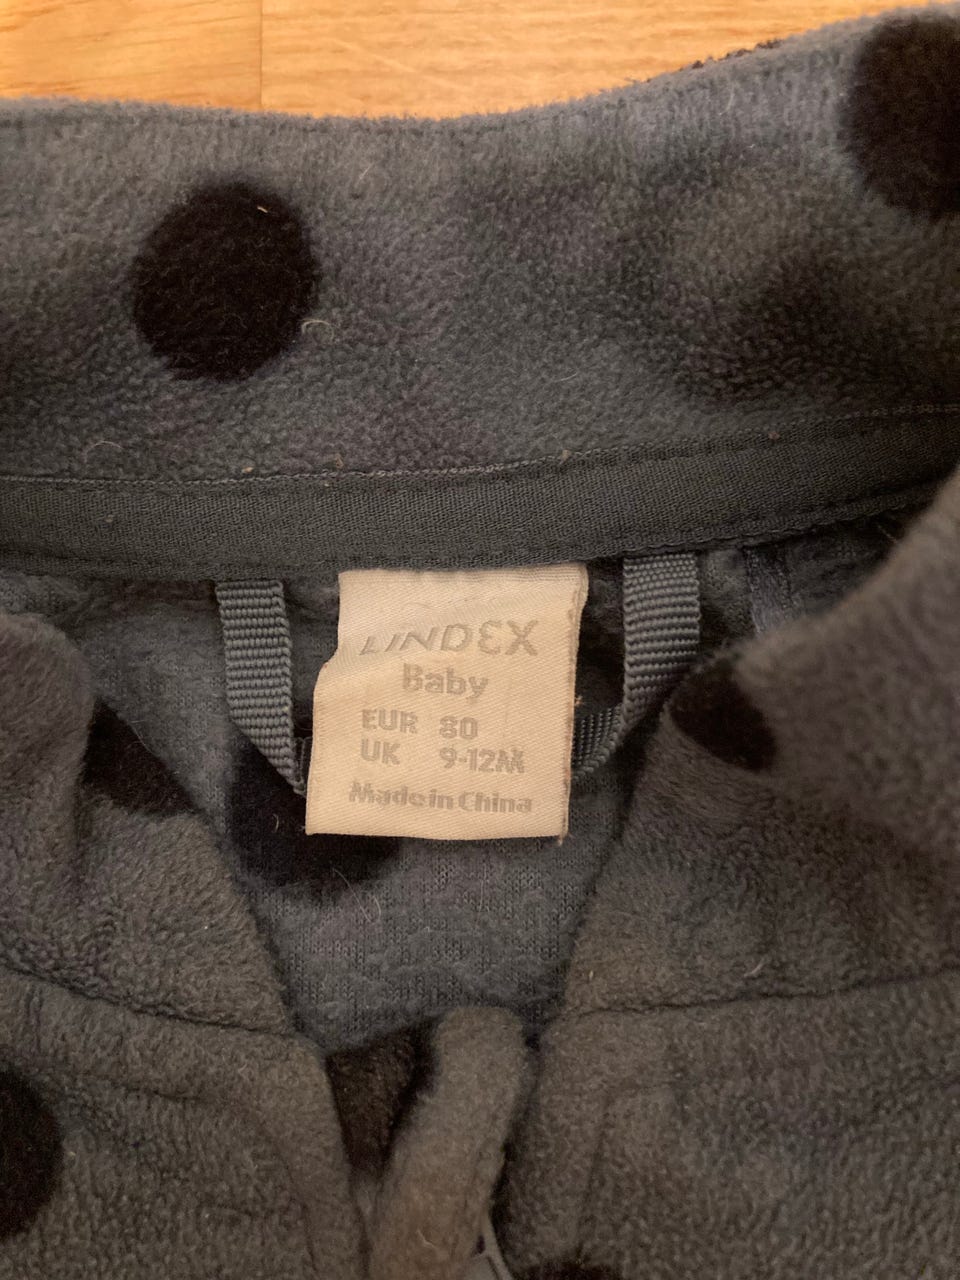 LINDEX
Baby
EUR 80
UK 9-12M
Made in China